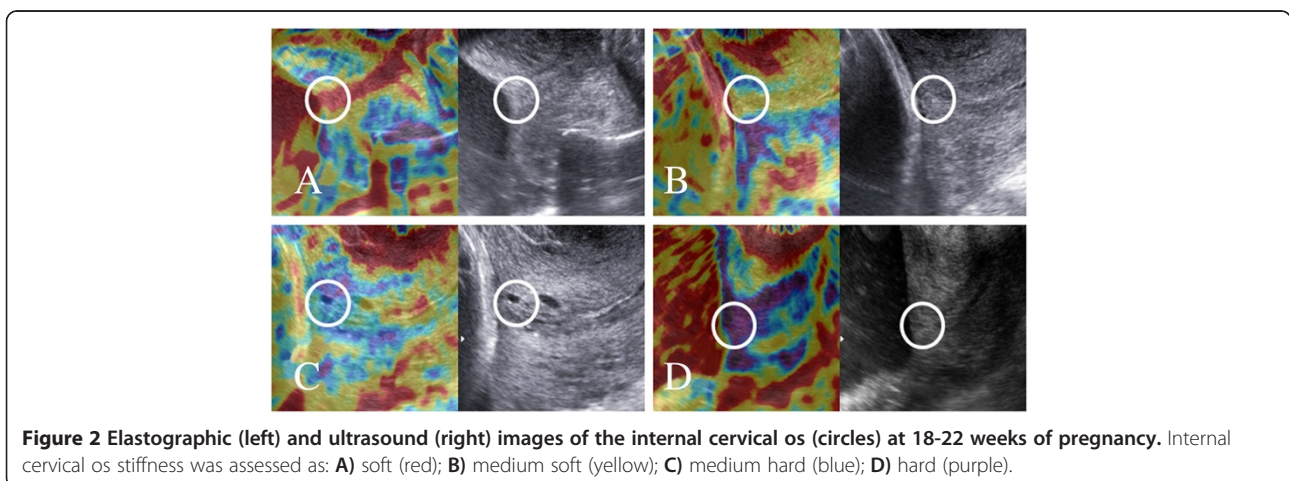 A
B
C
D
Figure 2 Elastographic (left) and ultrasound (right) images of the internal cervical os (circles) at 18-22 weeks of pregnancy. Internal
cervical os stiffness was assessed as: A) soft (red); B) medium soft (yellow); C) medium hard (blue); D) hard (purple).